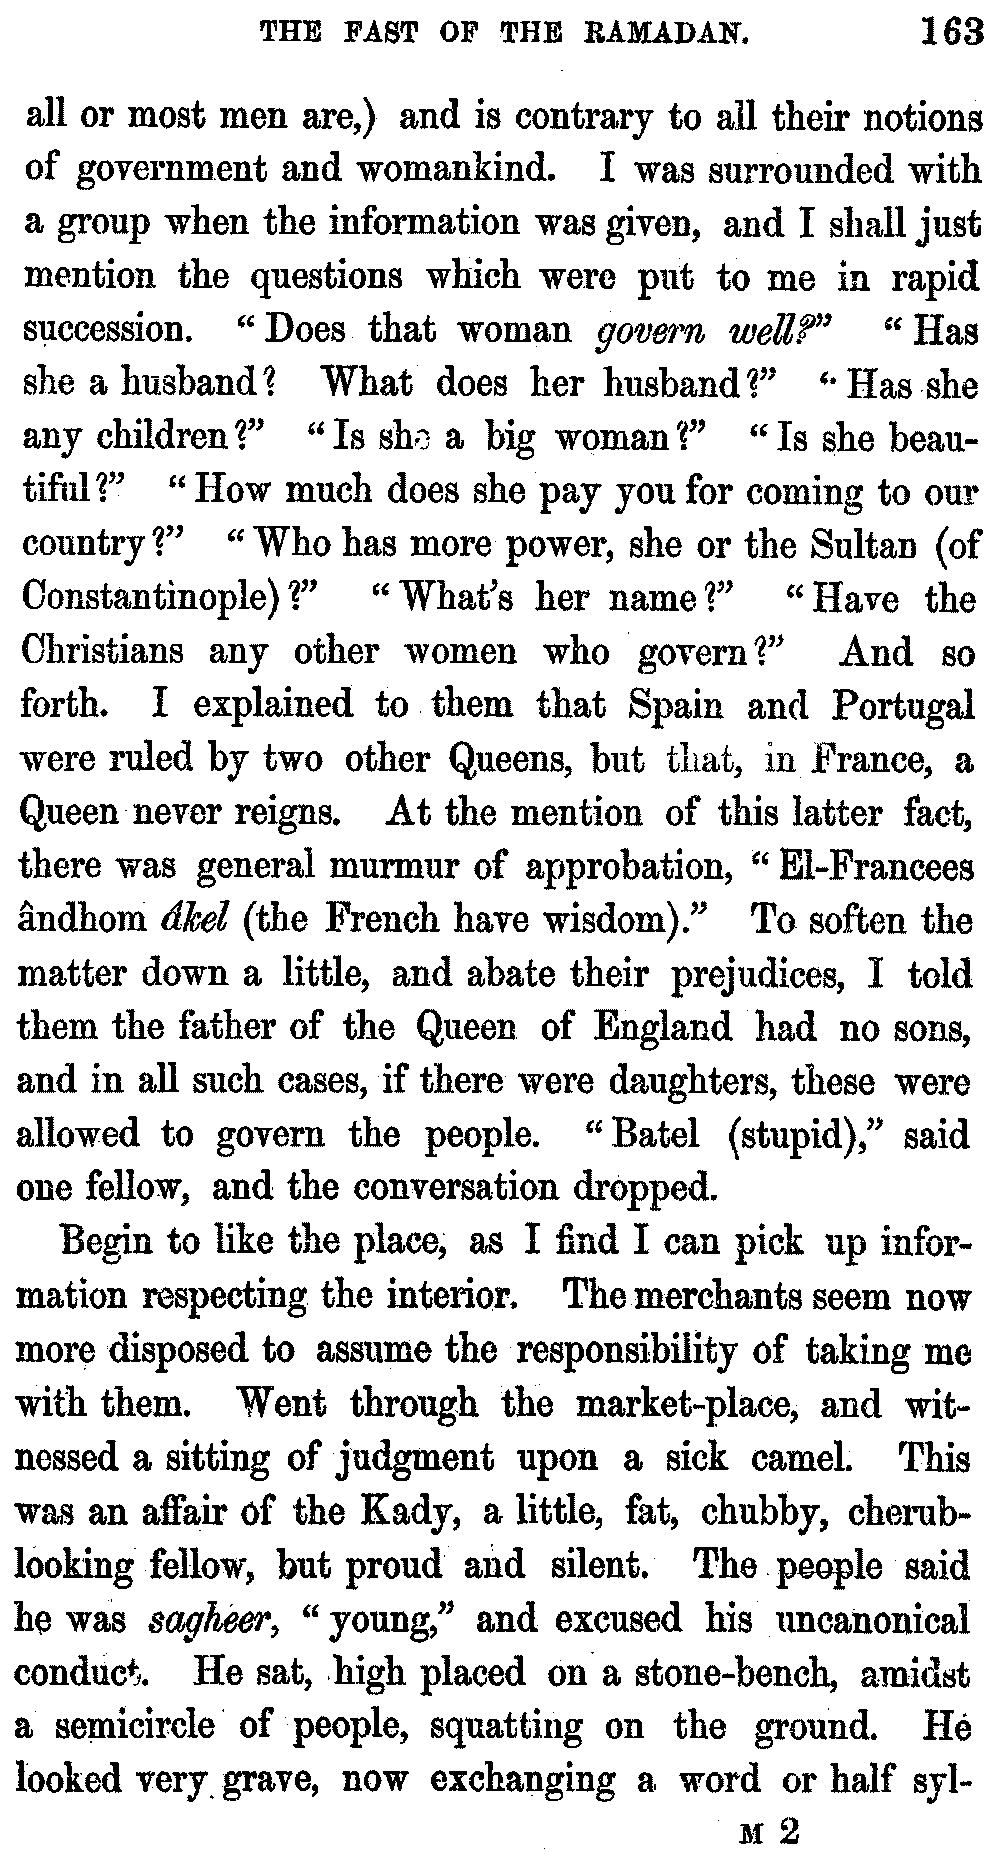 THE FAST OF THE RAMADAN. 163
all or most men are,) and is contrary to all their notions
of government and womankind. I was surrounded with
a group when the information was given, and I shall just
mention the questions which were put to me in rapid
succession. “Does that woman govern well?” “Has
she a husband? What does her husband?” “Has she
any children?” “Is she a big woman?” “Is she beau-
tiful?” “How much does she pay you for coming to our
country?” “Who has more power, she or the Sultan (of
Constantinople)?” “What's her name?” “Have the
Christians any other women who govern?” And so
forth. I explained to them that Spain and Portugal
were ruled by two other Queens, but that, in France, a
Queen never reigns. At the mention of this latter fact,
there was general murmur of approbation, “El-Francees
ândhom âkel (the French have wisdom).” To soften the
matter down a little, and abate their prejudices, I told
them the father of the Queen of England had no sons,
and in all such cases, if there were daughters, these were
allowed to govern the people. “Batel (stupid),” said
one fellow, and the conversation dropped.
Begin to like the place, as I find I can pick up infor-
mation respecting the interior. The merchants seem now
more disposed to assume the responsibility of taking me
with them. Went through the market-place, and wit-
nessed a sitting of judgment upon a sick camel. This
was an affair of the Kady, a little, fat, chubby, cherub-
looking fellow, but proud and silent. The people said
he was sagheer, “young,” and excused his uncanonical
conduct. He sat, high placed on a stone-bench, amidst
a semicircle of people, squatting on the ground. He
looked very grave, now exchanging a word or half syl-
M 2